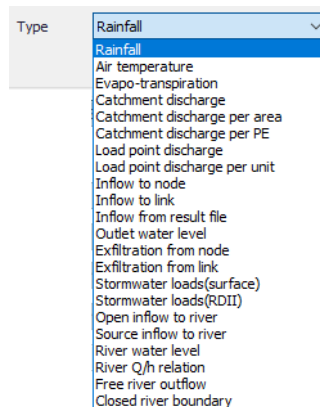 Type Rainfall
Rainfall
Air temperature
Evapo-transpiration
Catchment discharge
Catchment discharge per area
Catchment discharge per PE
Load point discharge
Load point discharge per unit
Inflow to node
Inflow to link
Inflow from result file
Outlet water level
Exfiltration from node
Exfiltration from link
Stormwater loads(surface)
Stormwater loads(RDII)
Open inflow to river
Source inflow to river
River water level
River Q/h relation
Free river outflow
Closed river boundary